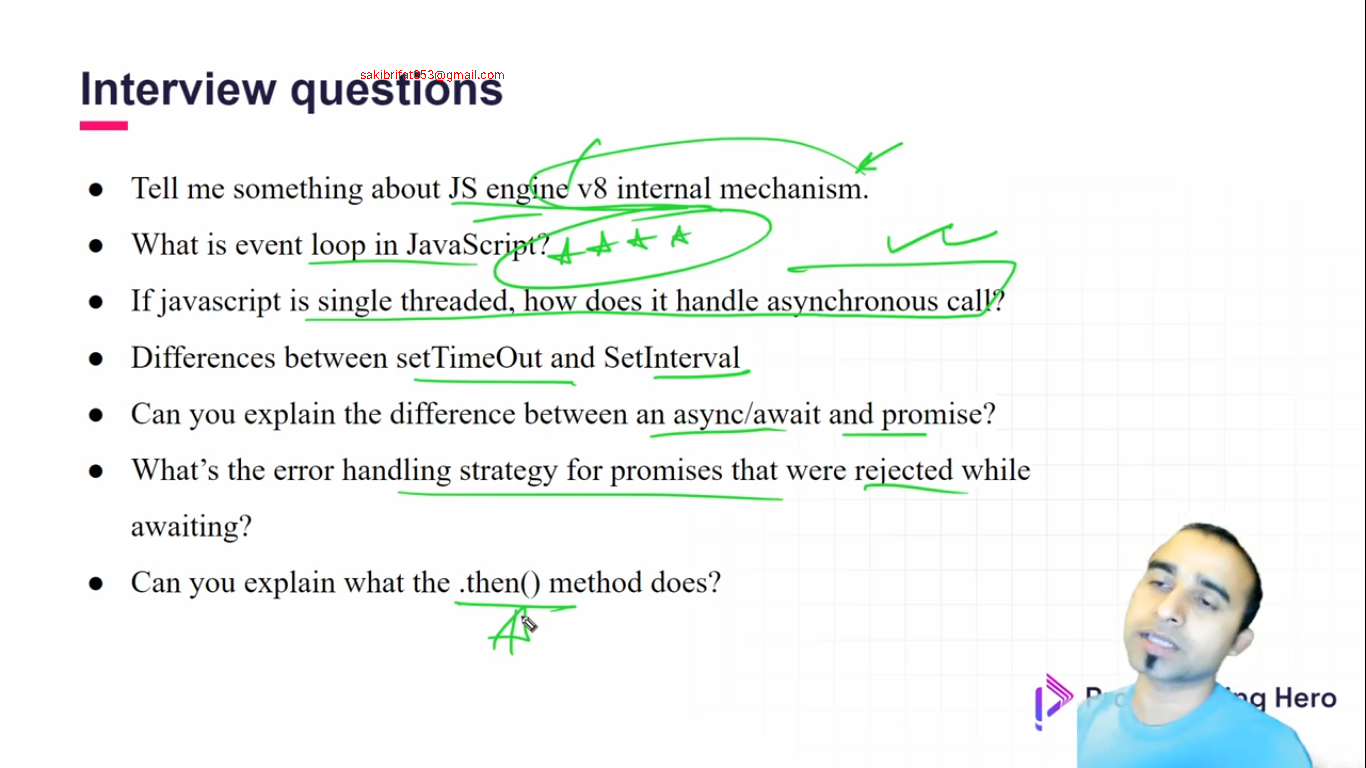 sakibrifat953@gmail.com
Interview questions
● Tell me something about JS engine v8 internal mechanism.
● What is event loop in JavaScript?
● If javascript is single threaded, how does it handle asynchronous call?
● Differences between setTimeOut and SetInterval
● Can you explain the difference between an async/await and promise?
● What’s the error handling strategy for promises that were rejected while
awaiting?
● Can you explain what the .then() method does?
Hero